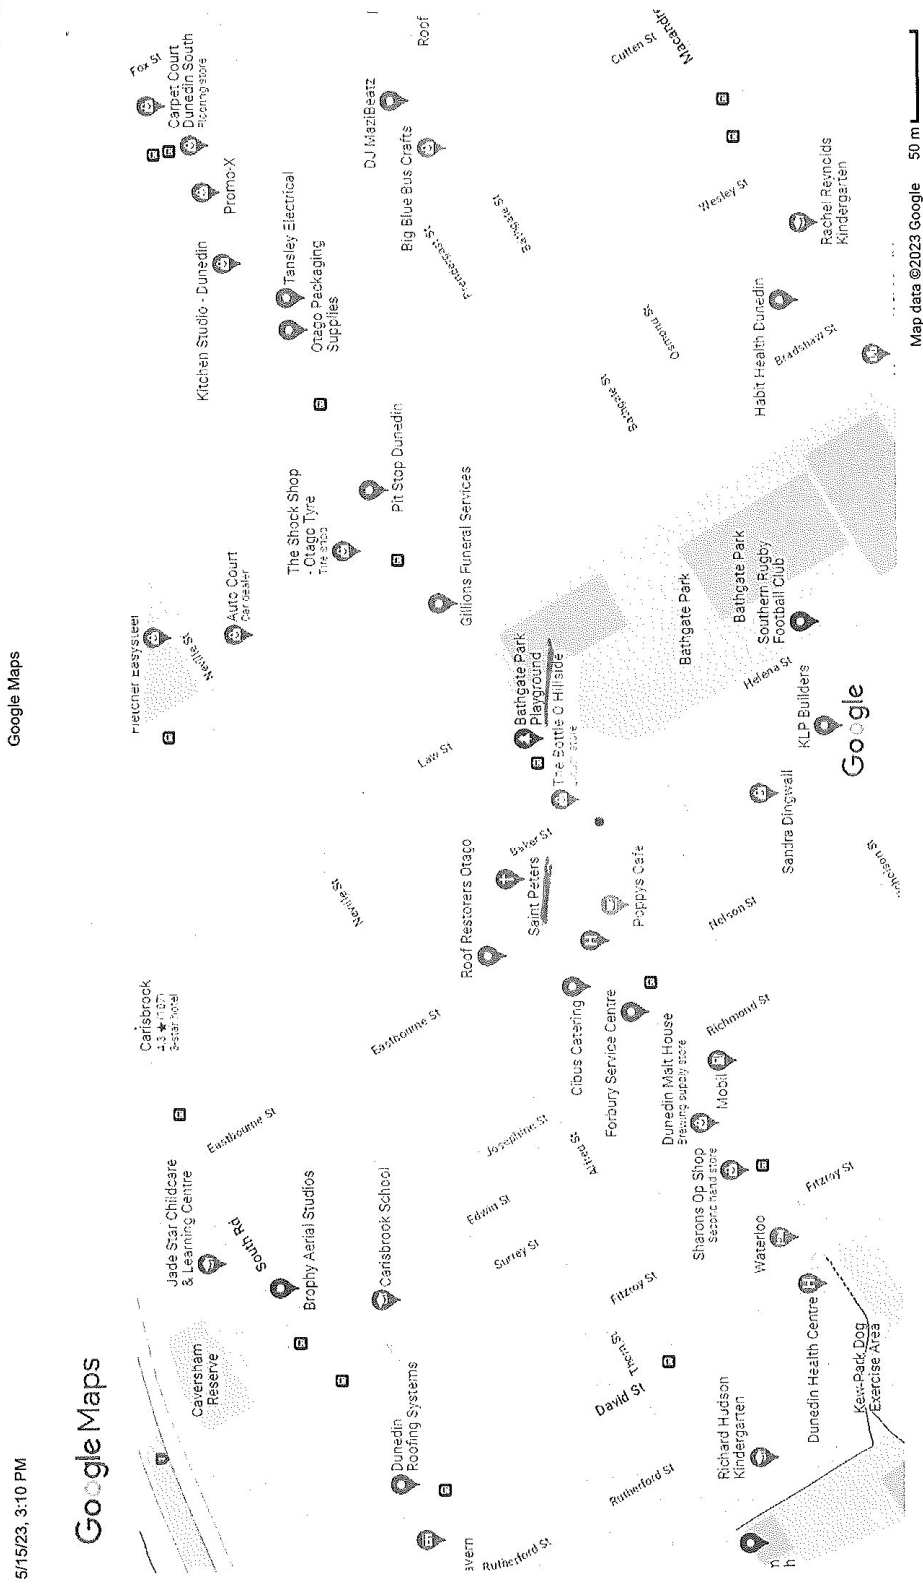 5/15/23, 3:10 PM
Google Maps
Google Maps
Fox St
Carpet Court
Dunedin South
Flooring store
Promo-X
Kitchen Studio - Dunedin
Tansley Electrical
Otago Packaging
Supplies
DJ MaziBeatz
Big Blue Bus Crafts
Roof
Prendergast St
Bathgate St
Cutten St
Wesley St
Rachel Reynolds
Kindergarten
Habit Health Dunedin
Bradshaw St
Osmond St
Bathgate St
Pit Stop Dunedin
The Shock Shop
- Otago Tyre
Tire shop
Gillions Funeral Services
Auto Court
Car dealer
Fletcher Easysteel
Neville St
Law St
Bathgate Park
Playground
The Bottle O Hillside
Bathgate Park
Bathgate Park
Southern Rugby
Football Club
Helena St
KLP Builders
Google
Sandra Dingwall
Baker St
Saint Peters
Roof Restorers Otago
Poppys Cafe
Nelson St
Neville St
Carisbrook
4.3 ★ (107)
3-star hotel
Eastbourne St
Eastbourne St
Cibus Catering
Forbury Service Centre
Richmond St
Dunedin Malt House
Brewing supply store
Mobil
Josephine St
Alfred St
Edwin St
Surrey St
Sharons Op Shop
Second hand store
Waterloo
Fitzroy St
Fitzroy St
Jade Star Childcare
& Learning Centre
South Rd
Brophy Aerial Studios
Carisbrook School
Caversham
Reserve
Dunedin
Roofing Systems
Thorn St
David St
Dunedin Health Centre
Kew-Park Dog
Exercise Area
Richard Hudson
Kindergarten
Rutherford St
Rutherford St
avern
Map data ©2023 Google
50 m